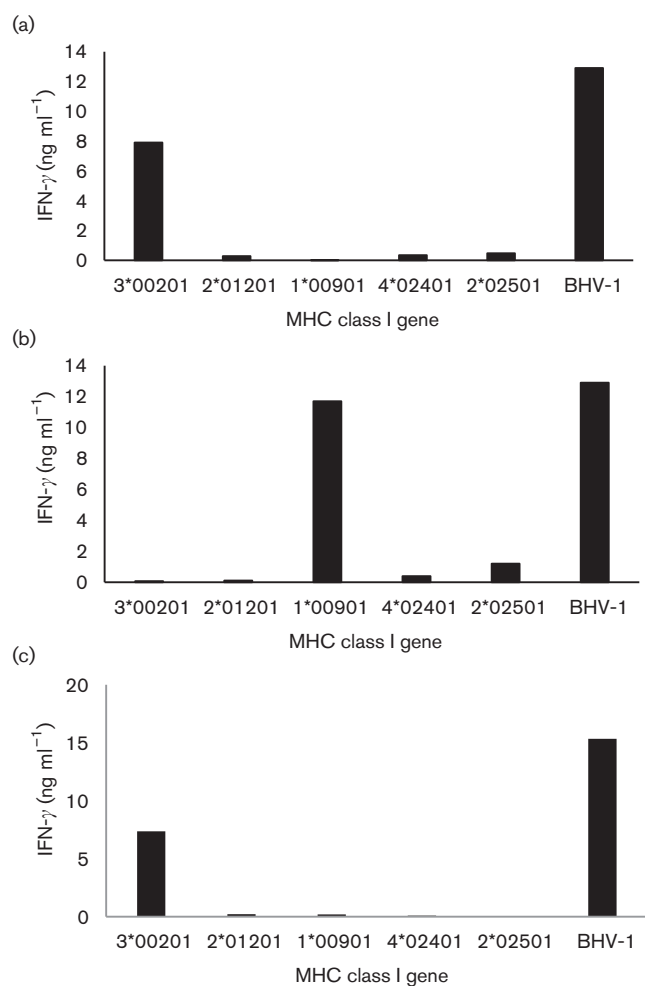 (a)
14
12
10
8
6
4
2
0
IFN-γ (ng ml⁻¹)
3*00201 2*01201 1*00901 4*02401 2*02501 BHV-1
MHC class I gene
(b)
14
12
10
8
6
4
2
0
IFN-γ (ng ml⁻¹)
3*00201 2*01201 1*00901 4*02401 2*02501 BHV-1
MHC class I gene
(c)
20
15
10
5
0
IFN-γ (ng ml⁻¹)
3*00201 2*01201 1*00901 4*02401 2*02501 BHV-1
MHC class I gene